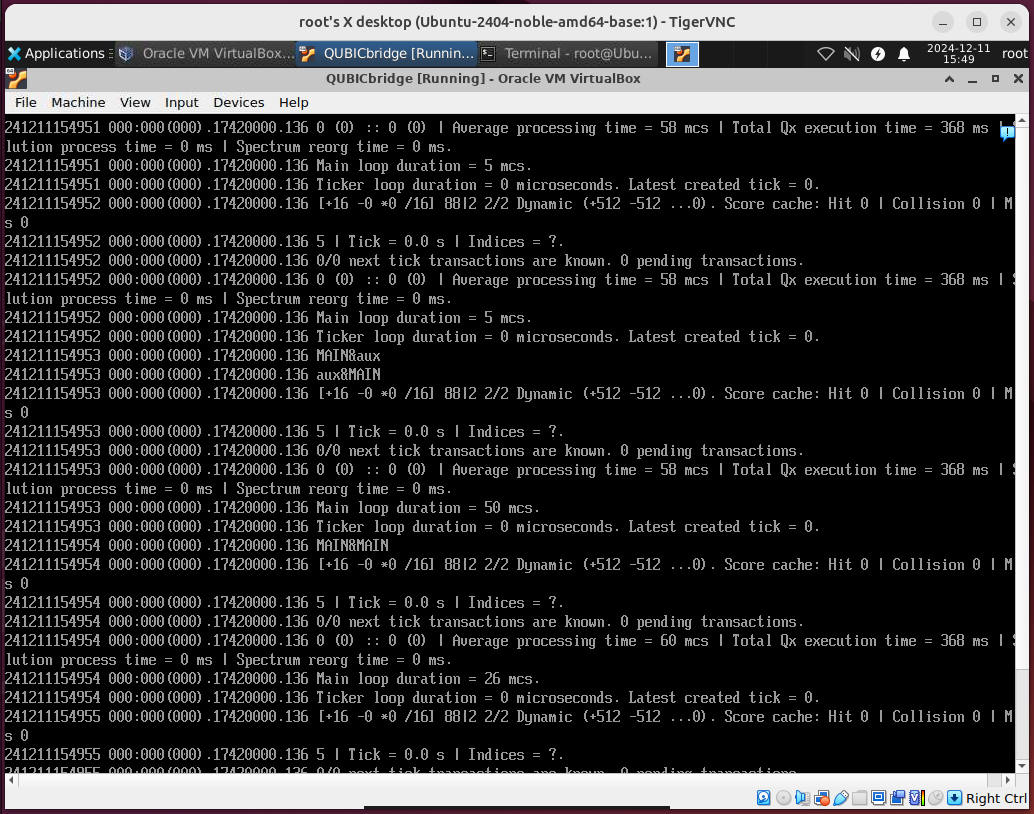 root's X desktop (Ubuntu-2404-noble-amd64-base:1) - TigerVNC
Applications Oracle VM VirtualBox... QUBICbridge [Runnin... Terminal - root@Ubu... 2024-12-11 15:49 root
QUBICbridge [Running] - Oracle VM VirtualBox
File Machine View Input Devices Help
241211154951 000:000(000).17420000.136 0 (0) :: 0 (0) | Average processing time = 58 mcs | Total Qx execution time = 368 ms |
lution process time = 0 ms | Spectrum reorg time = 0 ms.
241211154951 000:000(000).17420000.136 Main loop duration = 5 mcs.
241211154951 000:000(000).17420000.136 Ticker loop duration = 0 microseconds. Latest created tick = 0.
241211154952 000:000(000).17420000.136 [+16 -0 *0 /16] 88|2 2/2 Dynamic (+512 -512 ...0). Score cache: Hit 0 | Collision 0 | M
s 0
241211154952 000:000(000).17420000.136 5 | Tick = 0.0 s | Indices = ?.
241211154952 000:000(000).17420000.136 0/0 next tick transactions are known. 0 pending transactions.
241211154952 000:000(000).17420000.136 0 (0) :: 0 (0) | Average processing time = 58 mcs | Total Qx execution time = 368 ms | S
lution process time = 0 ms | Spectrum reorg time = 0 ms.
241211154952 000:000(000).17420000.136 Main loop duration = 5 mcs.
241211154952 000:000(000).17420000.136 Ticker loop duration = 0 microseconds. Latest created tick = 0.
241211154953 000:000(000).17420000.136 MAIN&aux
241211154953 000:000(000).17420000.136 aux&MAIN
241211154953 000:000(000).17420000.136 [+16 -0 *0 /16] 88|2 2/2 Dynamic (+512 -512 ...0). Score cache: Hit 0 | Collision 0 | M
s 0
241211154953 000:000(000).17420000.136 5 | Tick = 0.0 s | Indices = ?.
241211154953 000:000(000).17420000.136 0/0 next tick transactions are known. 0 pending transactions.
241211154953 000:000(000).17420000.136 0 (0) :: 0 (0) | Average processing time = 58 mcs | Total Qx execution time = 368 ms | S
lution process time = 0 ms | Spectrum reorg time = 0 ms.
241211154953 000:000(000).17420000.136 Main loop duration = 50 mcs.
241211154953 000:000(000).17420000.136 Ticker loop duration = 0 microseconds. Latest created tick = 0.
241211154954 000:000(000).17420000.136 MAIN&MAIN
241211154954 000:000(000).17420000.136 [+16 -0 *0 /16] 88|2 2/2 Dynamic (+512 -512 ...0). Score cache: Hit 0 | Collision 0 | M
s 0
241211154954 000:000(000).17420000.136 5 | Tick = 0.0 s | Indices = ?.
241211154954 000:000(000).17420000.136 0/0 next tick transactions are known. 0 pending transactions.
241211154954 000:000(000).17420000.136 0 (0) :: 0 (0) | Average processing time = 60 mcs | Total Qx execution time = 368 ms | S
lution process time = 0 ms | Spectrum reorg time = 0 ms.
241211154954 000:000(000).17420000.136 Main loop duration = 26 mcs.
241211154954 000:000(000).17420000.136 Ticker loop duration = 0 microseconds. Latest created tick = 0.
241211154955 000:000(000).17420000.136 [+16 -0 *0 /16] 88|2 2/2 Dynamic (+512 -512 ...0). Score cache: Hit 0 | Collision 0 | M
s 0
241211154955 000:000(000).17420000.136 5 | Tick = 0.0 s | Indices = ?.
241211154955 000:000(000).17420000.136 0/0 next tick transactions are known. 0 pending transactions.
Right Ctrl